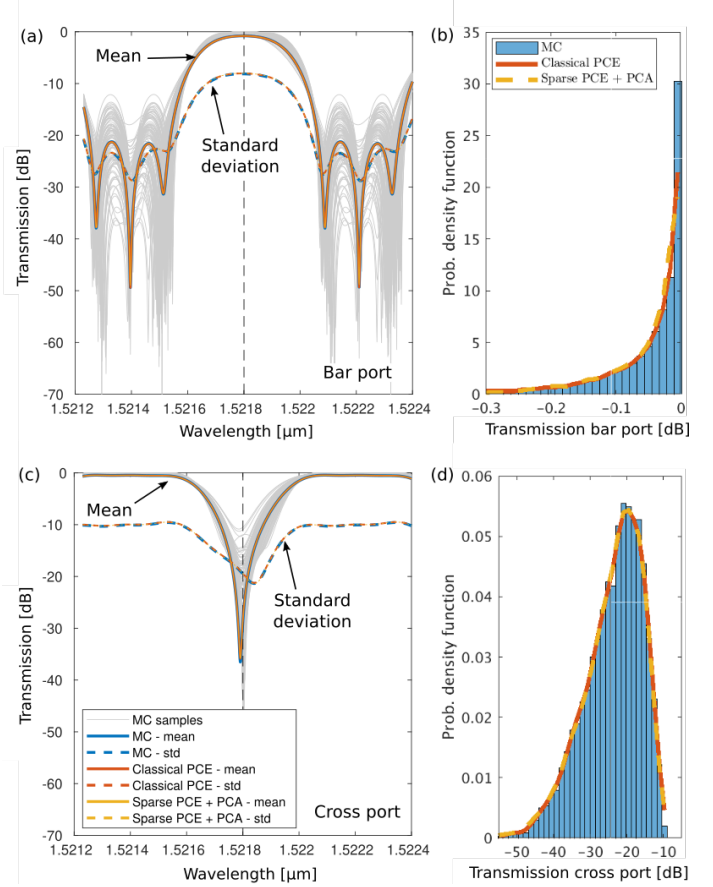 (a)
0
-10
-20
-30
-40
-50
-60
-70
Transmission [dB]
Mean
Standard
deviation
Bar port
1.5212
1.5214
1.5216
1.5218
1.522
1.5222
1.5224
Wavelength [µm]
(b)
35
30
25
20
15
10
5
0
Prob. density function
MC
Classical PCE
Sparse PCE + PCA
−0.3
−0.2
−0.1
0
Transmission bar port [dB]
(c)
0
-10
-20
-30
-40
-50
-60
-70
Transmission [dB]
Mean
Standard
deviation
MC samples
MC - mean
MC - std
Classical PCE - mean
Classical PCE - std
Sparse PCE + PCA - mean
Sparse PCE + PCA - std
Cross port
1.5212
1.5214
1.5216
1.5218
1.522
1.5222
1.5224
Wavelength [µm]
(d)
0.06
0.05
0.04
0.03
0.02
0.01
0
Prob. density function
−50
−40
−30
−20
−10
Transmission cross port [dB]